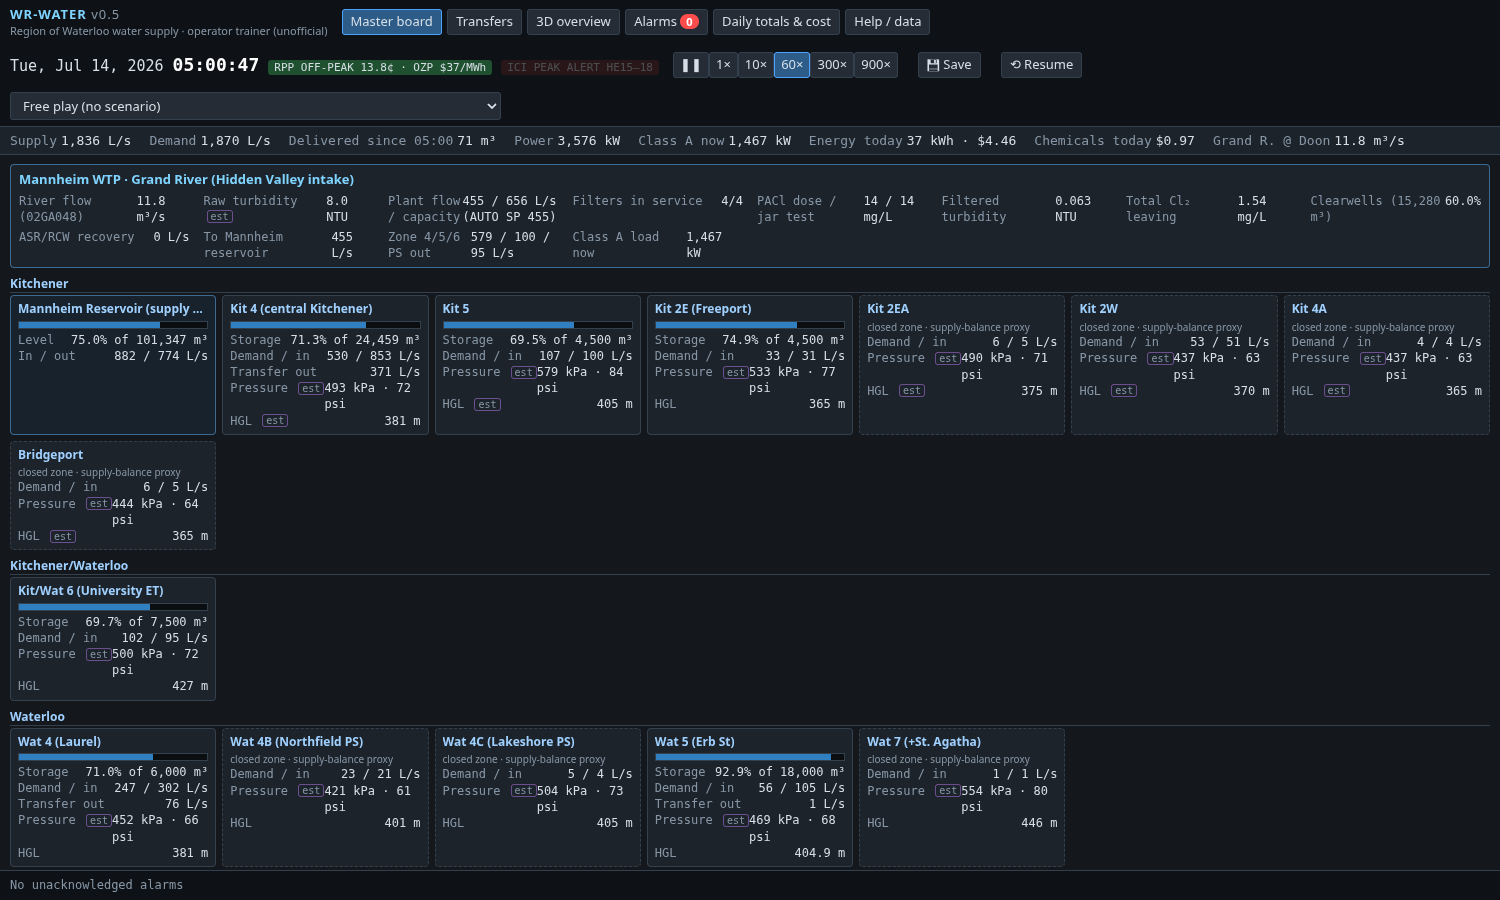 WR-WATER v0.5
Region of Waterloo water supply · operator trainer (unofficial)
Master board
Transfers
3D overview
Alarms 0
Daily totals & cost
Help / data
Tue, Jul 14, 2026 05:00:47 RPP OFF-PEAK 13.8¢ · OZP $37/MWh ICI PEAK ALERT HE15–18
❚❚ 1× 10× 60× 300× 900× 💾 Save ⟲ Resume
Free play (no scenario)
Supply 1,836 L/s Demand 1,870 L/s Delivered since 05:00 71 m³ Power 3,576 kW Class A now 1,467 kW Energy today 37 kWh · $4.46 Chemicals today $0.97 Grand R. @ Doon 11.8 m³/s
Mannheim WTP · Grand River (Hidden Valley intake)
River flow (02GA048) 11.8 m³/s
Raw turbidity est 8.0 NTU
Plant flow / capacity 455 / 656 L/s (AUTO SP 455)
Filters in service 4/4
PACl dose / jar test 14 / 14 mg/L
Filtered turbidity 0.063 NTU
Total Cl₂ leaving 1.54 mg/L
Clearwells (15,280 m³) 60.0%
ASR/RCW recovery 0 L/s
To Mannheim reservoir 455 L/s
Zone 4/5/6 PS out 579 / 100 / 95 L/s
Class A load now 1,467 kW
Kitchener
Mannheim Reservoir (supply ...
Level 75.0% of 101,347 m³
In / out 882 / 774 L/s
Kit 4 (central Kitchener)
Storage 71.3% of 24,459 m³
Demand / in 530 / 853 L/s
Transfer out 371 L/s
Pressure est 493 kPa · 72 psi
HGL est 381 m
Kit 5
Storage 69.5% of 4,500 m³
Demand / in 107 / 100 L/s
Pressure est 579 kPa · 84 psi
HGL est 405 m
Kit 2E (Freeport)
Storage 74.9% of 4,500 m³
Demand / in 33 / 31 L/s
Pressure est 533 kPa · 77 psi
HGL 365 m
Kit 2EA
closed zone · supply-balance proxy
Demand / in 6 / 5 L/s
Pressure est 490 kPa · 71 psi
HGL est 375 m
Kit 2W
closed zone · supply-balance proxy
Demand / in 53 / 51 L/s
Pressure est 437 kPa · 63 psi
HGL est 370 m
Kit 4A
closed zone · supply-balance proxy
Demand / in 4 / 4 L/s
Pressure est 437 kPa · 63 psi
HGL est 365 m
Bridgeport
closed zone · supply-balance proxy
Demand / in 6 / 5 L/s
Pressure est 444 kPa · 64 psi
HGL est 365 m
Kitchener/Waterloo
Kit/Wat 6 (University ET)
Storage 69.7% of 7,500 m³
Demand / in 102 / 95 L/s
Pressure est 500 kPa · 72 psi
HGL 427 m
Waterloo
Wat 4 (Laurel)
Storage 71.0% of 6,000 m³
Demand / in 247 / 302 L/s
Transfer out 76 L/s
Pressure est 452 kPa · 66 psi
HGL 381 m
Wat 4B (Northfield PS)
closed zone · supply-balance proxy
Demand / in 23 / 21 L/s
Pressure est 421 kPa · 61 psi
HGL 401 m
Wat 4C (Lakeshore PS)
closed zone · supply-balance proxy
Demand / in 5 / 4 L/s
Pressure est 504 kPa · 73 psi
HGL 405 m
Wat 5 (Erb St)
Storage 92.9% of 18,000 m³
Demand / in 56 / 105 L/s
Transfer out 1 L/s
Pressure est 469 kPa · 68 psi
HGL 404.9 m
Wat 7 (+St. Agatha)
closed zone · supply-balance proxy
Demand / in 1 / 1 L/s
Pressure est 554 kPa · 80 psi
HGL 446 m
No unacknowledged alarms